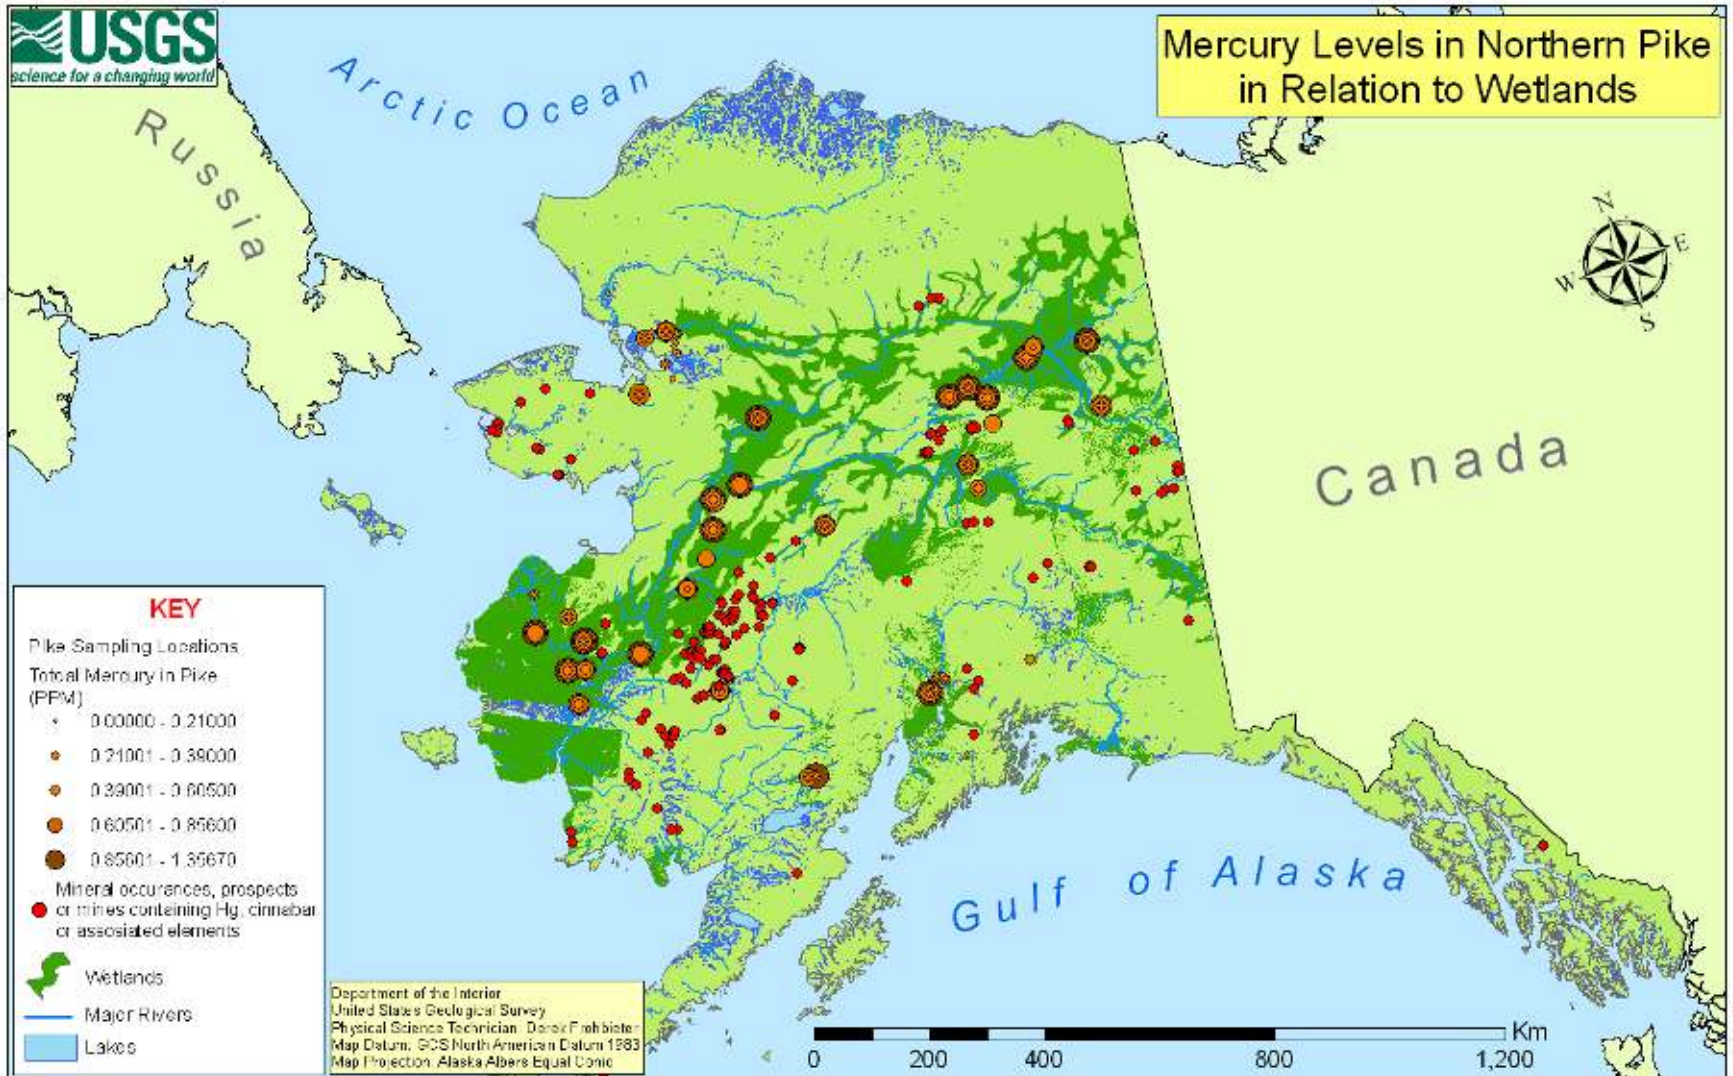 USGS
science for a changing world
Mercury Levels in Northern Pike
in Relation to Wetlands
Arctic Ocean
Russia
N
E
W
S
Canada
Gulf of Alaska
KEY
Pike Sampling Locations
Totoal Mercury in Pike
(PPM)
0.00000 - 0.21000
0.21001 - 0.39000
0.39001 - 0.60500
0.60501 - 0.85600
0.85601 - 1.35670
Mineral occurances, prospects
or mines containing Hg, cinnabar
or assosiated elements
Wetlands
Major Rivers
Lakes
Department of the Interior
United States Geological Survey
Physical Science Technician: Derek Frohbieter
Map Datum: GCS North American Datum 1983
Map Projection: Alaska Albers Equal Conic
Km
0 200 400 800 1,200